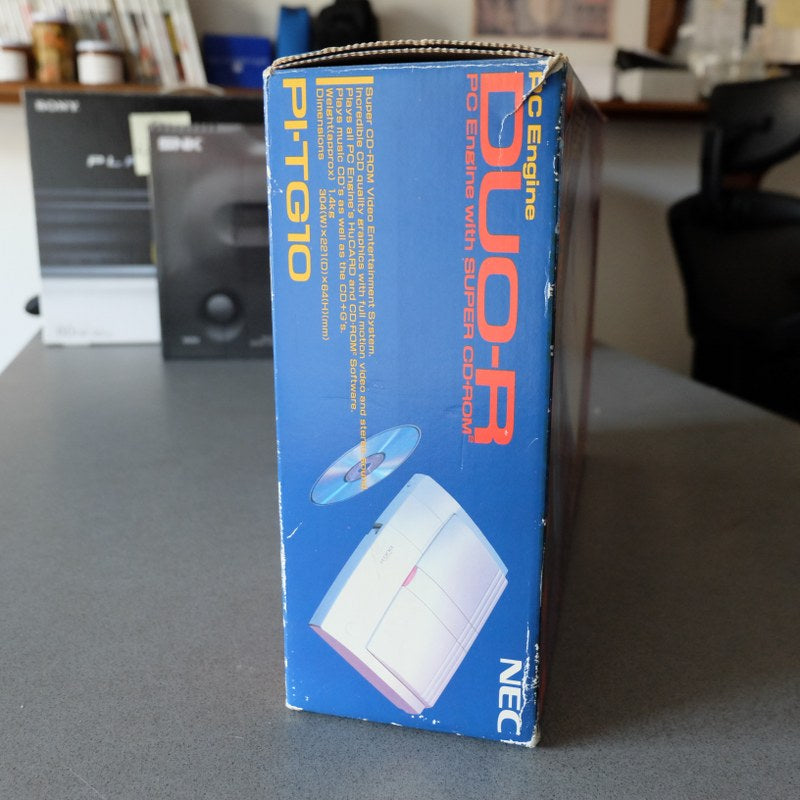 PC Engine
DUO-R
PC Engine with SUPER CD-ROM²
Super CD-ROM Video Entertainment System.
Incredible CD quality graphics with full motion video and stereo sound
Plays all PC Engine's HuCARD and CD-ROM² Software.
Plays music CD's as well as the CD+G's.
Weight(approx) 1.4kg
Dimensions 304(W)×221(D)×64(H)(mm)
PI-TG10
NEC
SONY
SNK